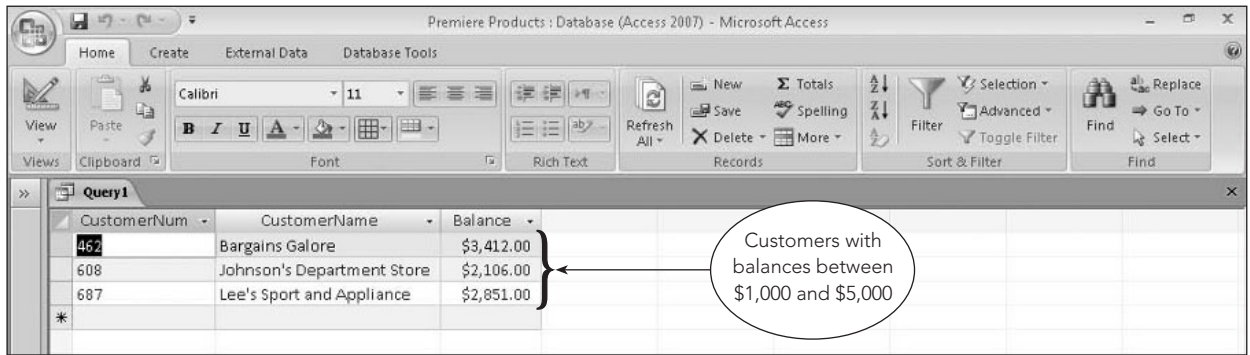 Premiere Products : Database (Access 2007) - Microsoft Access
Home Create External Data Database Tools
View
Views
Paste
Clipboard
Calibri 11
B I U A
Font
ab
Rich Text
Refresh All
New
Save
Delete
Σ Totals
Spelling
More
Records
A Z
Z A
A Z
Filter
Selection
Advanced
Toggle Filter
Sort & Filter
Find
ab ac Replace
Go To
Select
Find
Query1
CustomerNum CustomerName Balance
462 Bargains Galore $3,412.00
608 Johnson's Department Store $2,106.00
687 Lee's Sport and Appliance $2,851.00
*
Customers with
balances between
$1,000 and $5,000